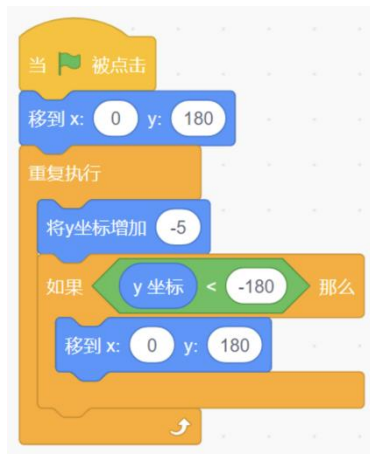 当 被点击
移到 x: 0 y: 180
重复执行
将y坐标增加 -5
如果 y 坐标 < -180 那么
移到 x: 0 y: 180